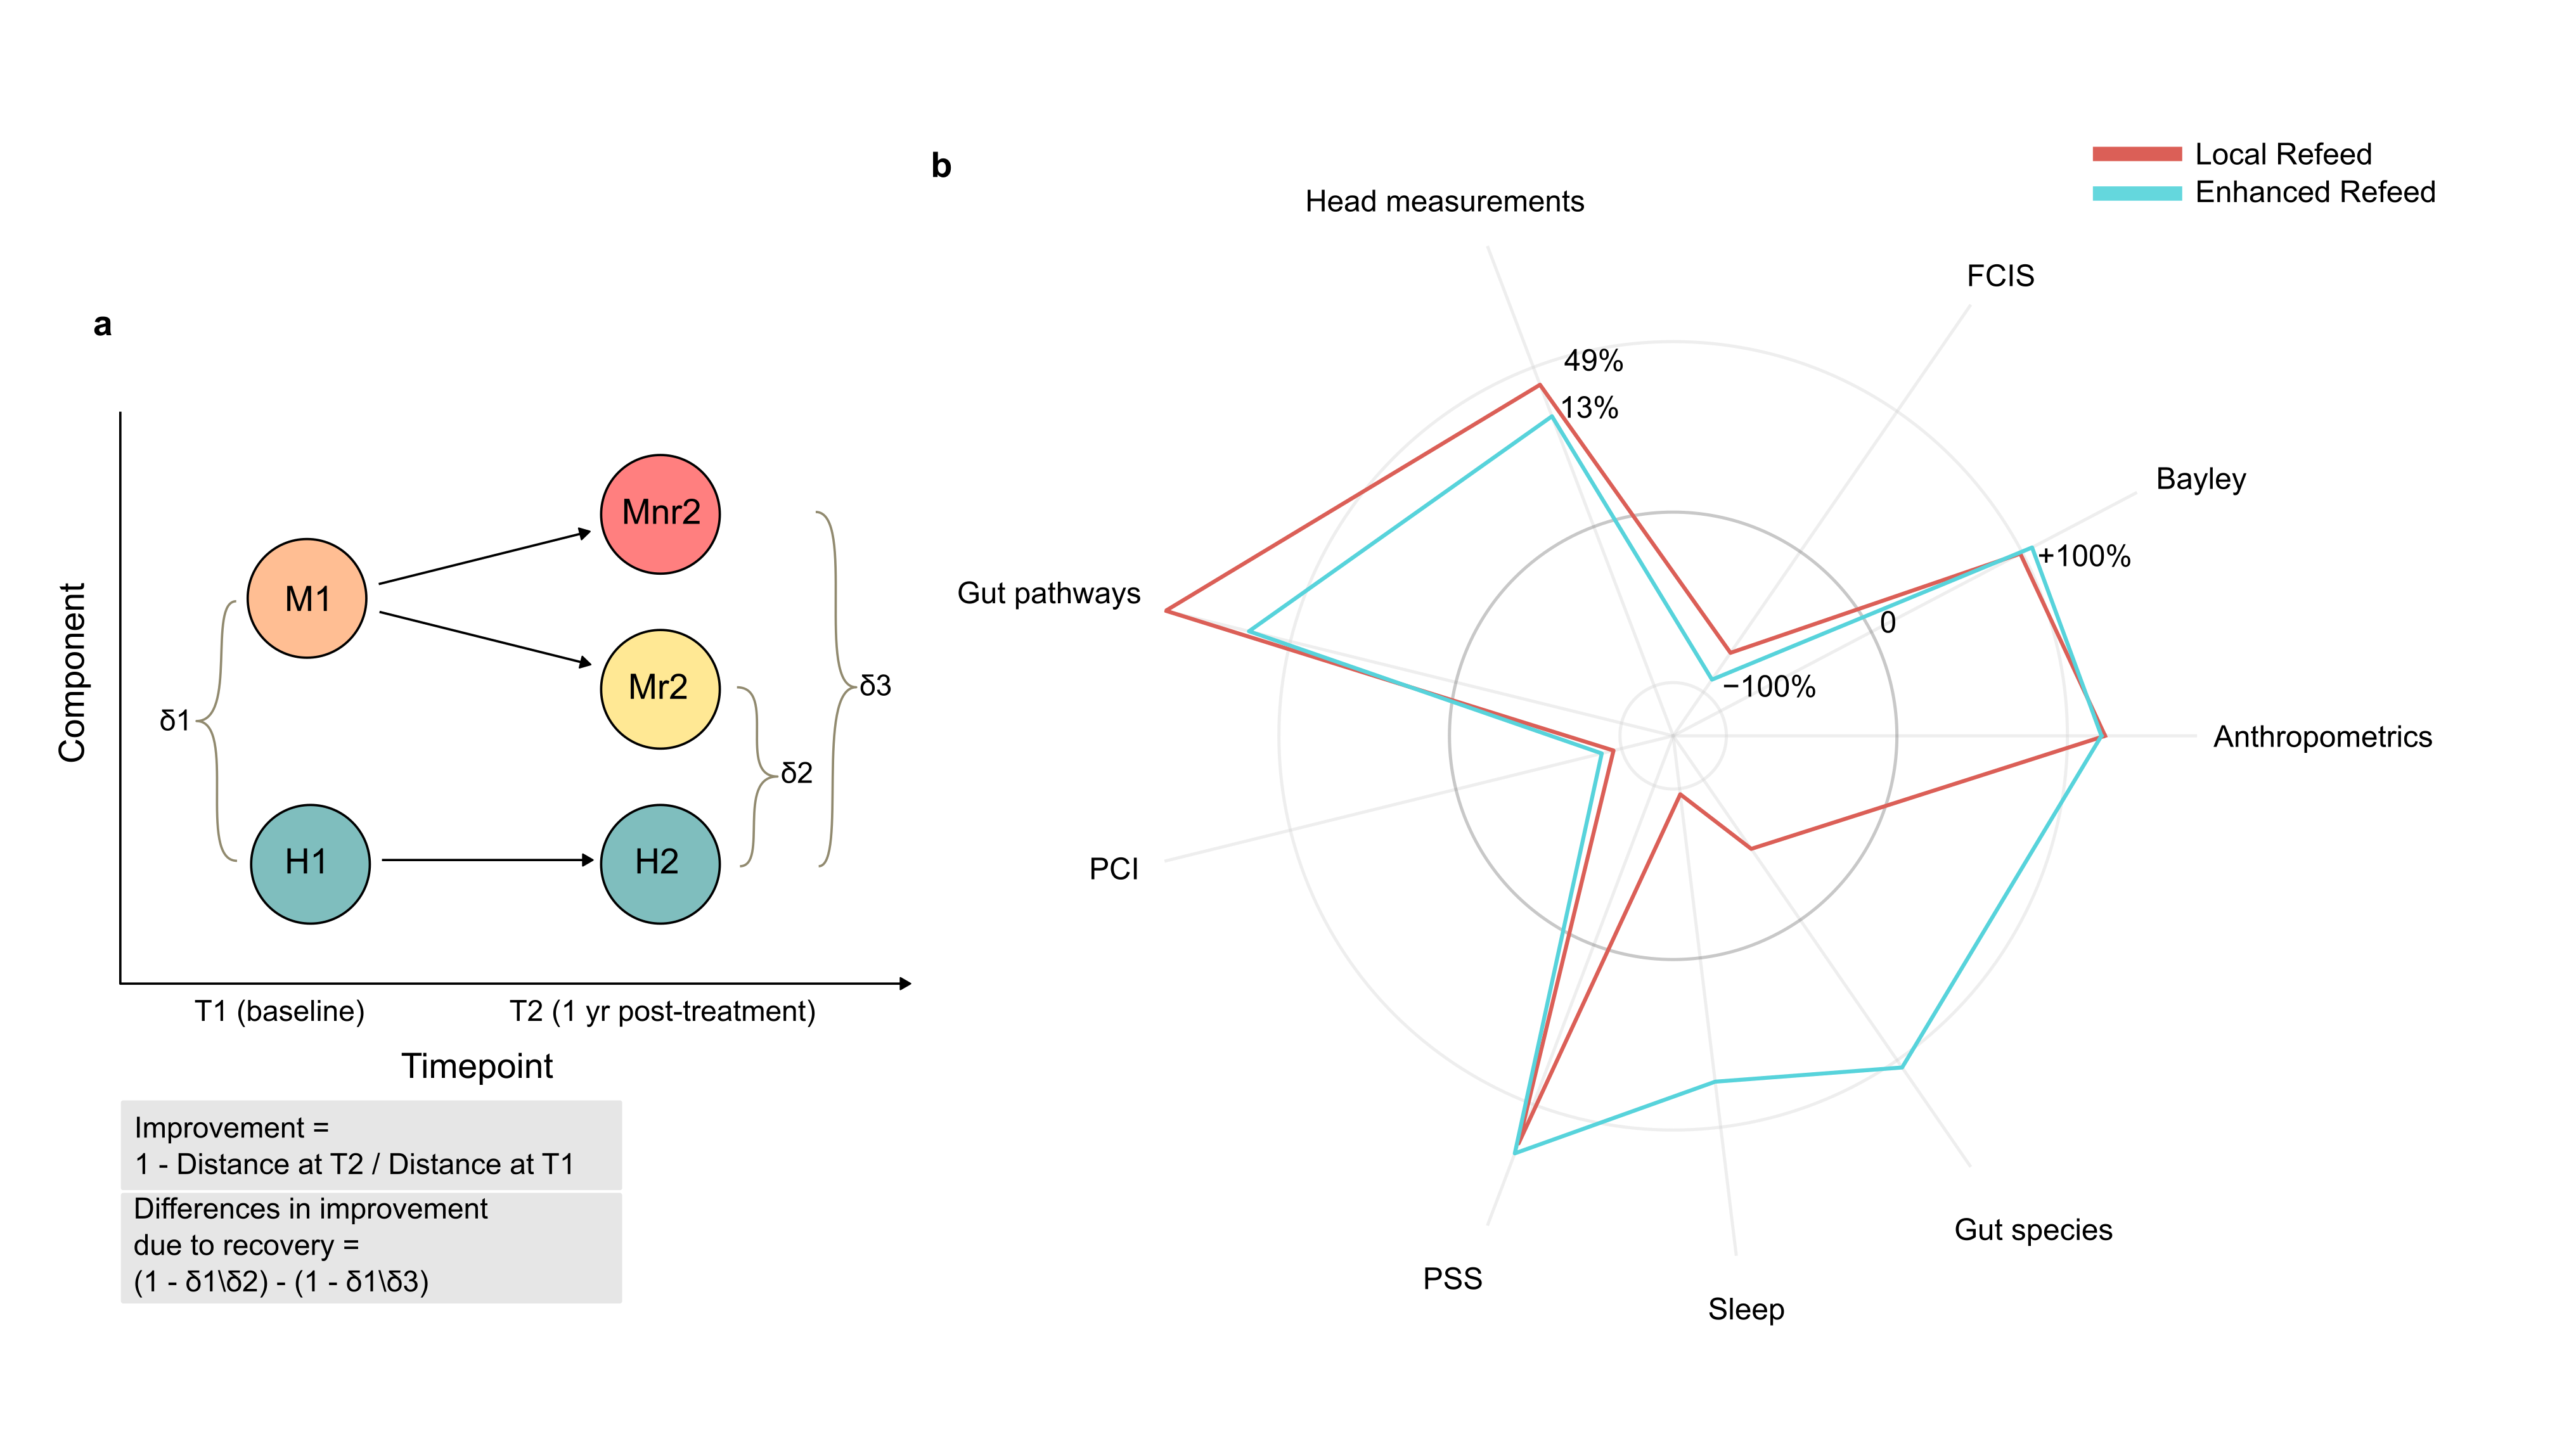 a
Component
M1
Mnr2
Mr2
H1
H2
δ1
δ2
δ3
T1 (baseline)
T2 (1 yr post-treatment)
Timepoint
Improvement =
1 - Distance at T2 / Distance at T1
Differences in improvement
due to recovery =
(1 - δ1\δ2) - (1 - δ1\δ3)
b
Local Refeed
Enhanced Refeed
Head measurements
FCIS
Bayley
Anthropometrics
Gut species
Sleep
PSS
PCI
Gut pathways
49%
13%
+100%
0
−100%